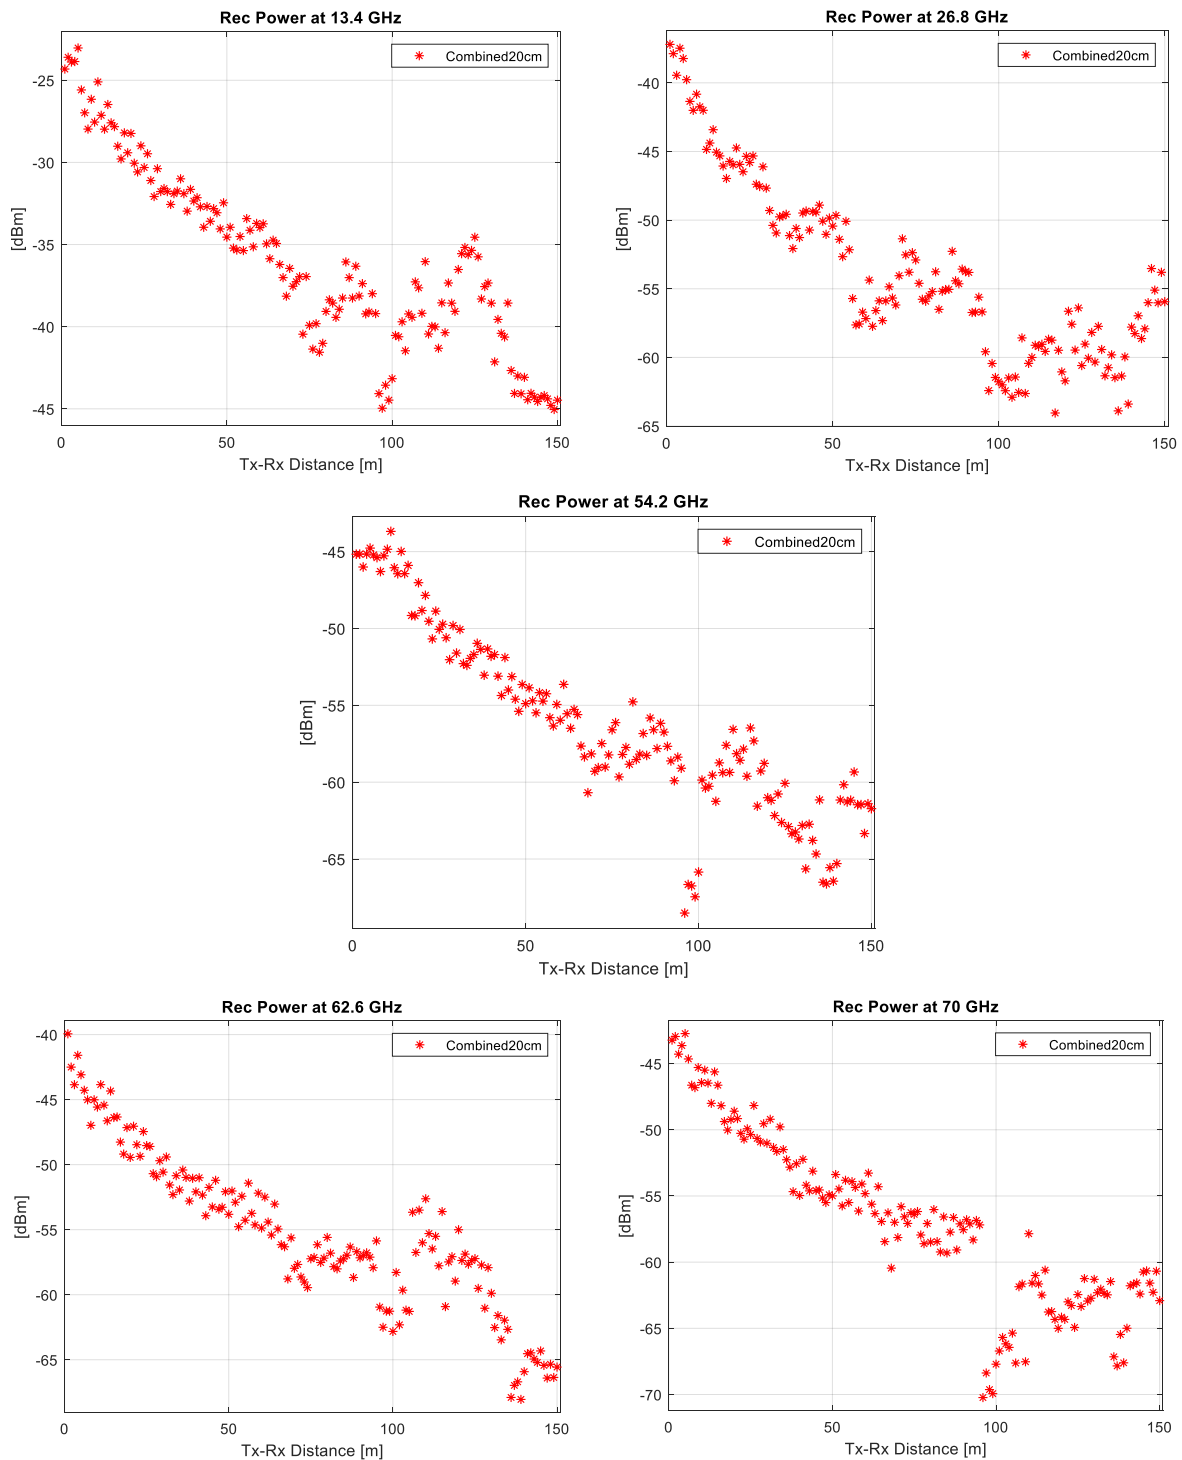 Rec Power at 13.4 GHz
Combined20cm
-25
-30
-35
-40
-45
[dBm]
0 50 100 150
Tx-Rx Distance [m]
Rec Power at 26.8 GHz
Combined20cm
-40
-45
-50
-55
-60
-65
[dBm]
0 50 100 150
Tx-Rx Distance [m]
Rec Power at 54.2 GHz
Combined20cm
-45
-50
-55
-60
-65
[dBm]
0 50 100 150
Tx-Rx Distance [m]
Rec Power at 62.6 GHz
Combined20cm
-40
-45
-50
-55
-60
-65
[dBm]
0 50 100 150
Tx-Rx Distance [m]
Rec Power at 70 GHz
Combined20cm
-45
-50
-55
-60
-65
-70
[dBm]
0 50 100 150
Tx-Rx Distance [m]